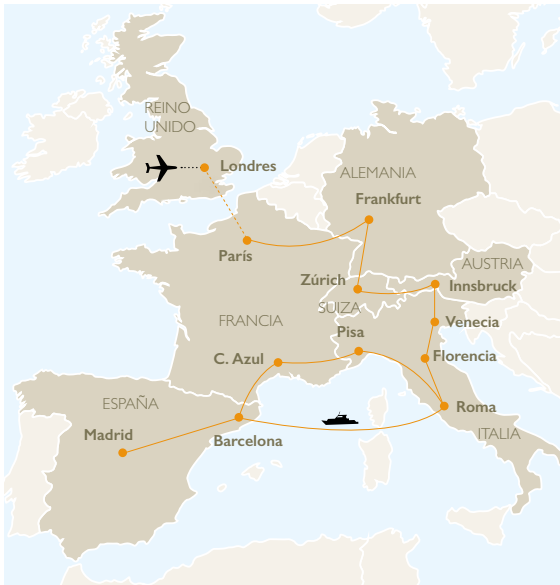 REINO
UNIDO
Londres
ALEMANIA
Frankfurt
París
AUSTRIA
Zúrich
Innsbruck
SUIZA
FRANCIA
Venecia
Pisa
C. Azul
Florencia
ESPAÑA
Roma
Madrid
Barcelona
ITALIA